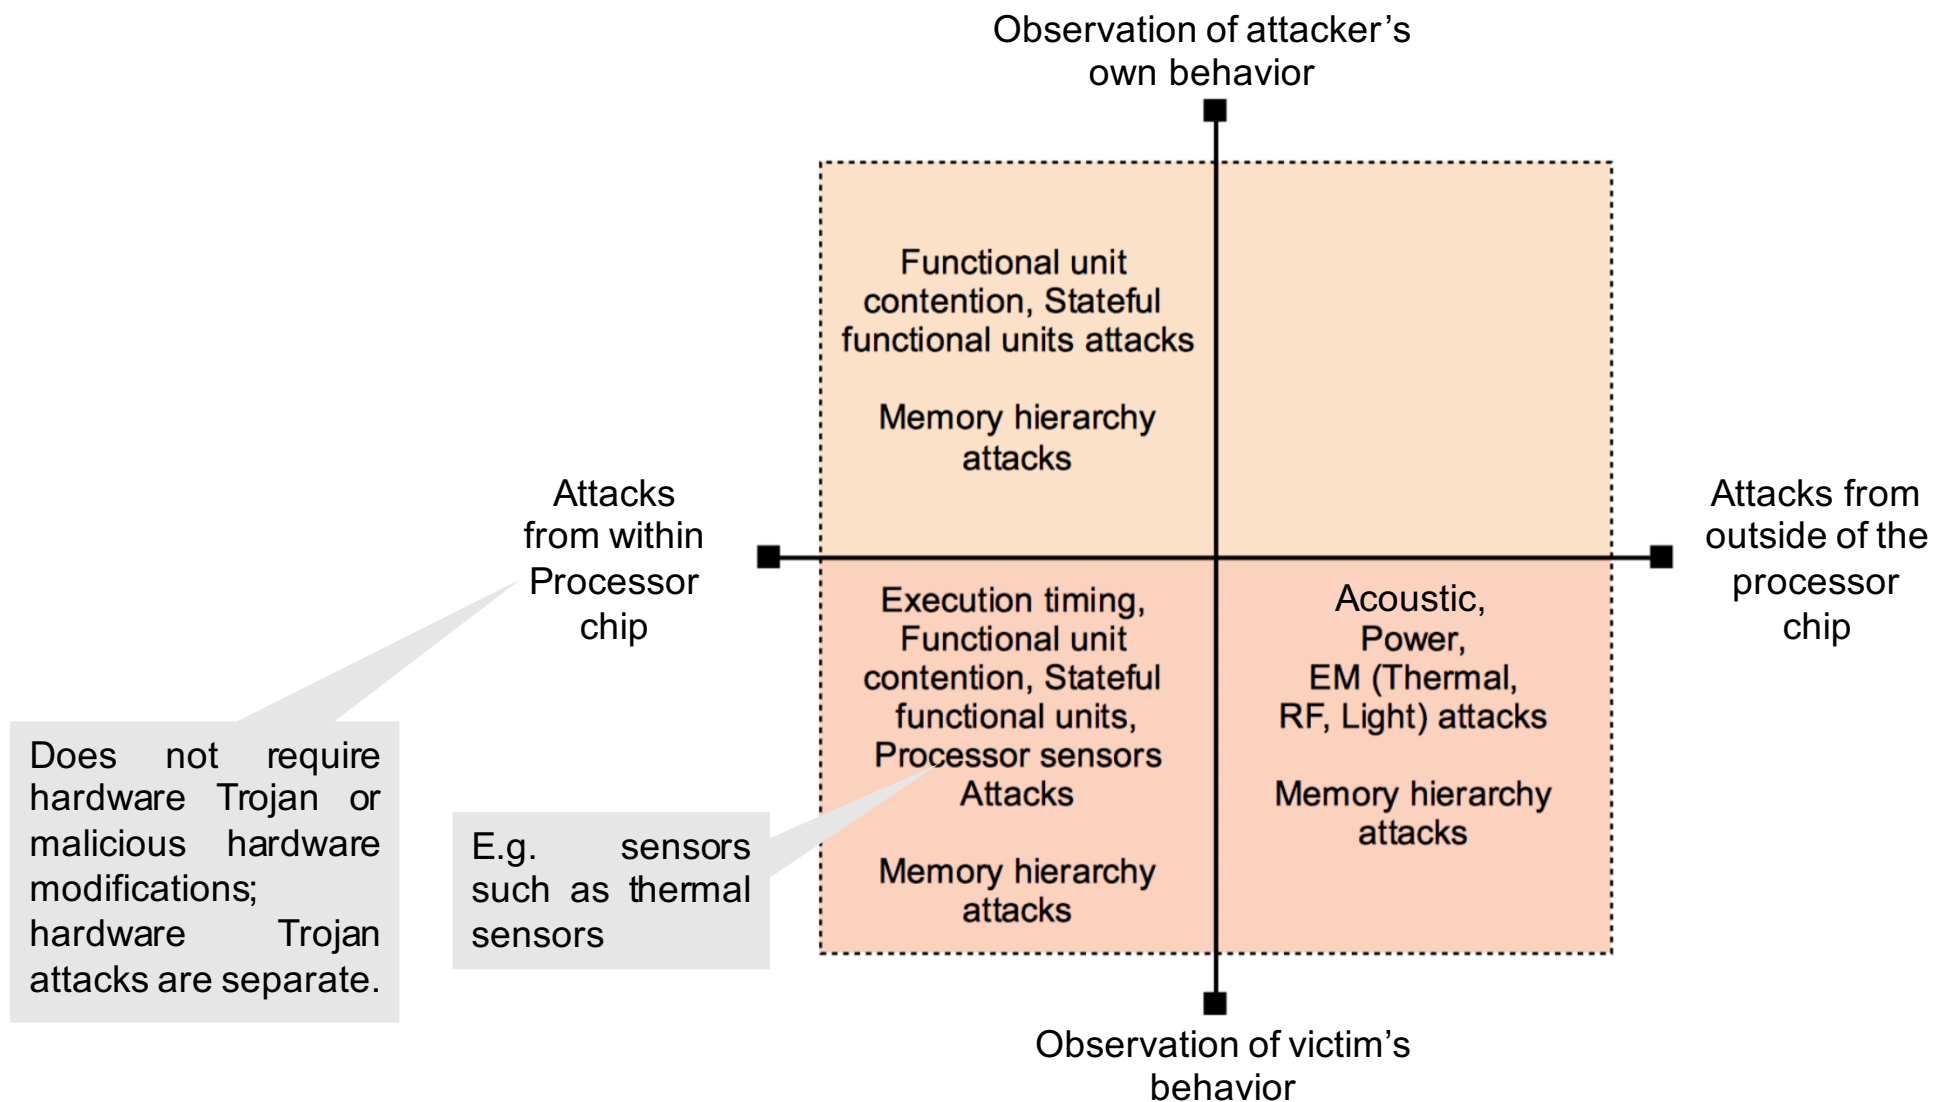 Observation of attacker’s
own behavior
Functional unit
contention, Stateful
functional units attacks
Memory hierarchy
attacks
Attacks
from within
Processor
chip
Attacks from
outside of the
processor
chip
Execution timing,
Functional unit
contention, Stateful
functional units,
Processor sensors
Attacks
Memory hierarchy
attacks
Acoustic,
Power,
EM (Thermal,
RF, Light) attacks
Memory hierarchy
attacks
Does not require
hardware Trojan or
malicious hardware
modifications;
hardware Trojan
attacks are separate.
E.g. sensors
such as thermal
sensors
Observation of victim’s
behavior